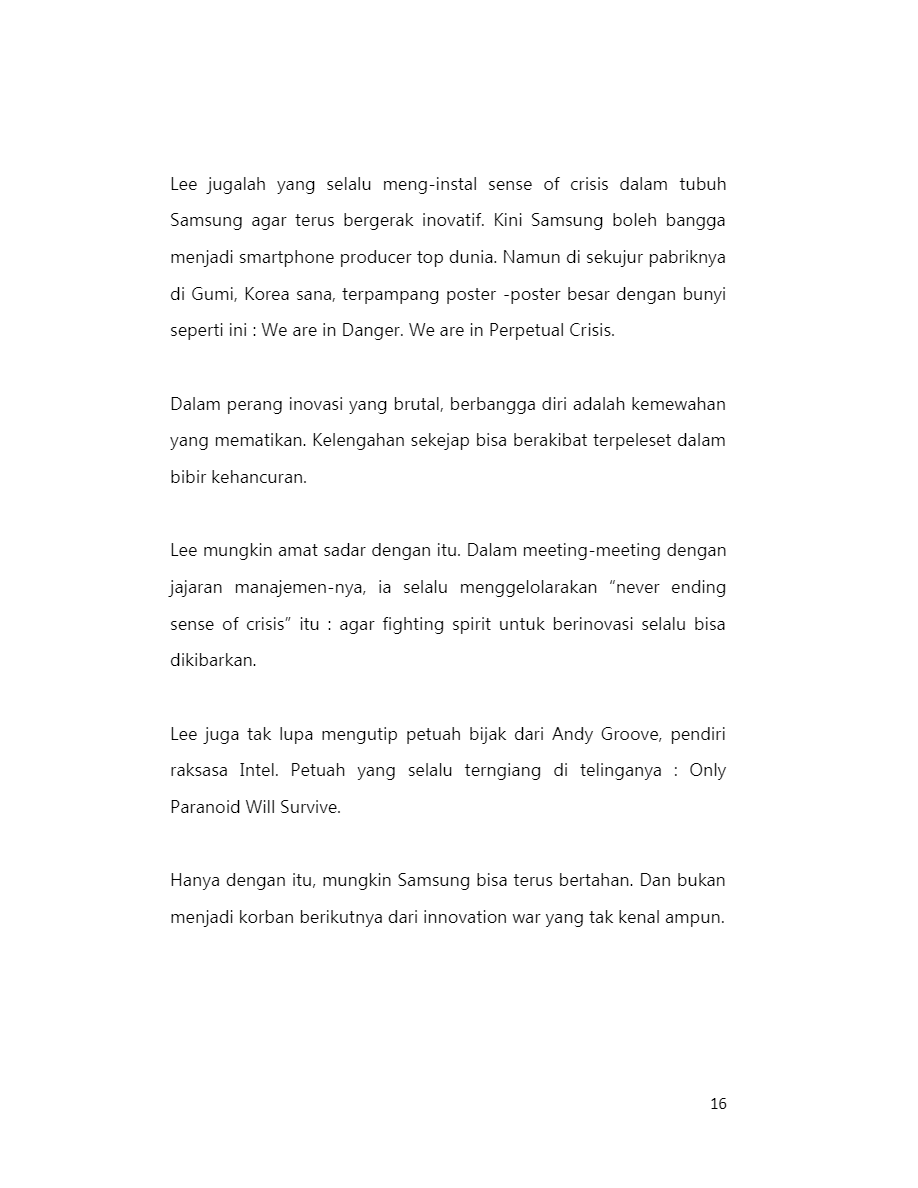 Lee jugalah yang selalu meng-instal sense of crisis dalam tubuh
Samsung agar terus bergerak inovatif. Kini Samsung boleh bangga
menjadi smartphone producer top dunia. Namun di sekujur pabriknya
di Gumi, Korea sana, terpampang poster -poster besar dengan bunyi
seperti ini : We are in Danger. We are in Perpetual Crisis.
Dalam perang inovasi yang brutal, berbangga diri adalah kemewahan
yang mematikan. Kelengahan sekejap bisa berakibat terpeleset dalam
bibir kehancuran.
Lee mungkin amat sadar dengan itu. Dalam meeting-meeting dengan
jajaran manajemen-nya, ia selalu menggelolarakan “never ending
sense of crisis” itu : agar fighting spirit untuk berinovasi selalu bisa
dikibarkan.
Lee juga tak lupa mengutip petuah bijak dari Andy Groove, pendiri
raksasa Intel. Petuah yang selalu terngiang di telinganya : Only
Paranoid Will Survive.
Hanya dengan itu, mungkin Samsung bisa terus bertahan. Dan bukan
menjadi korban berikutnya dari innovation war yang tak kenal ampun.
16